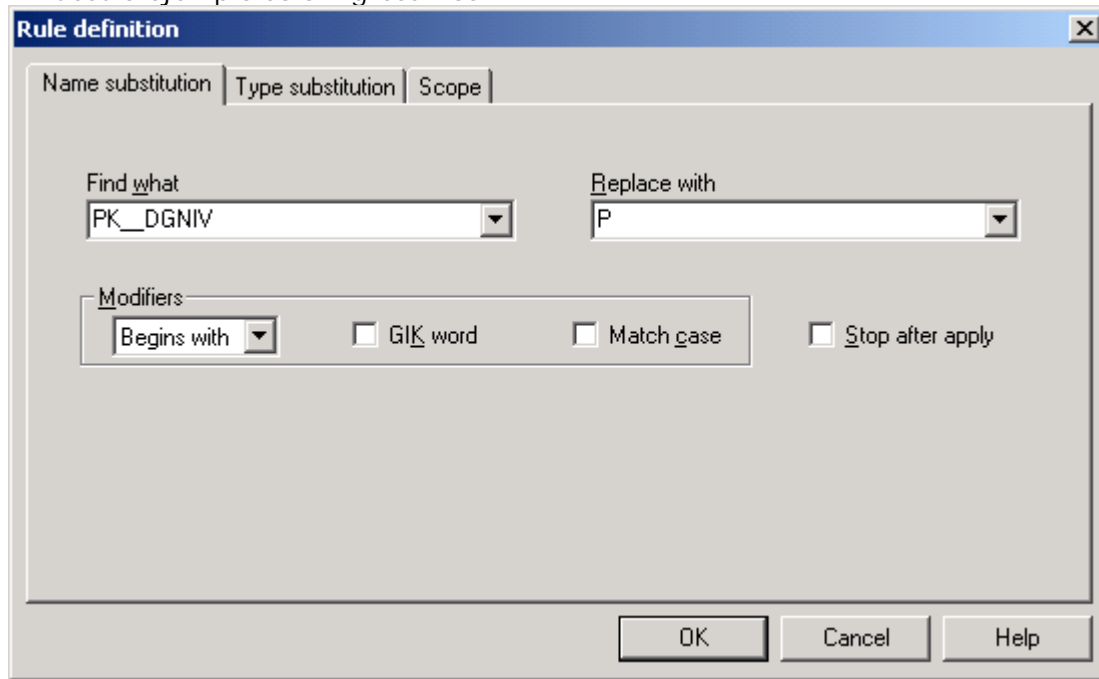 Rule definition
Name substitution Type substitution Scope
Find what Replace with
PK__DGNIV P
Modifiers
Begins with GIK word Match case Stop after apply
OK Cancel Help